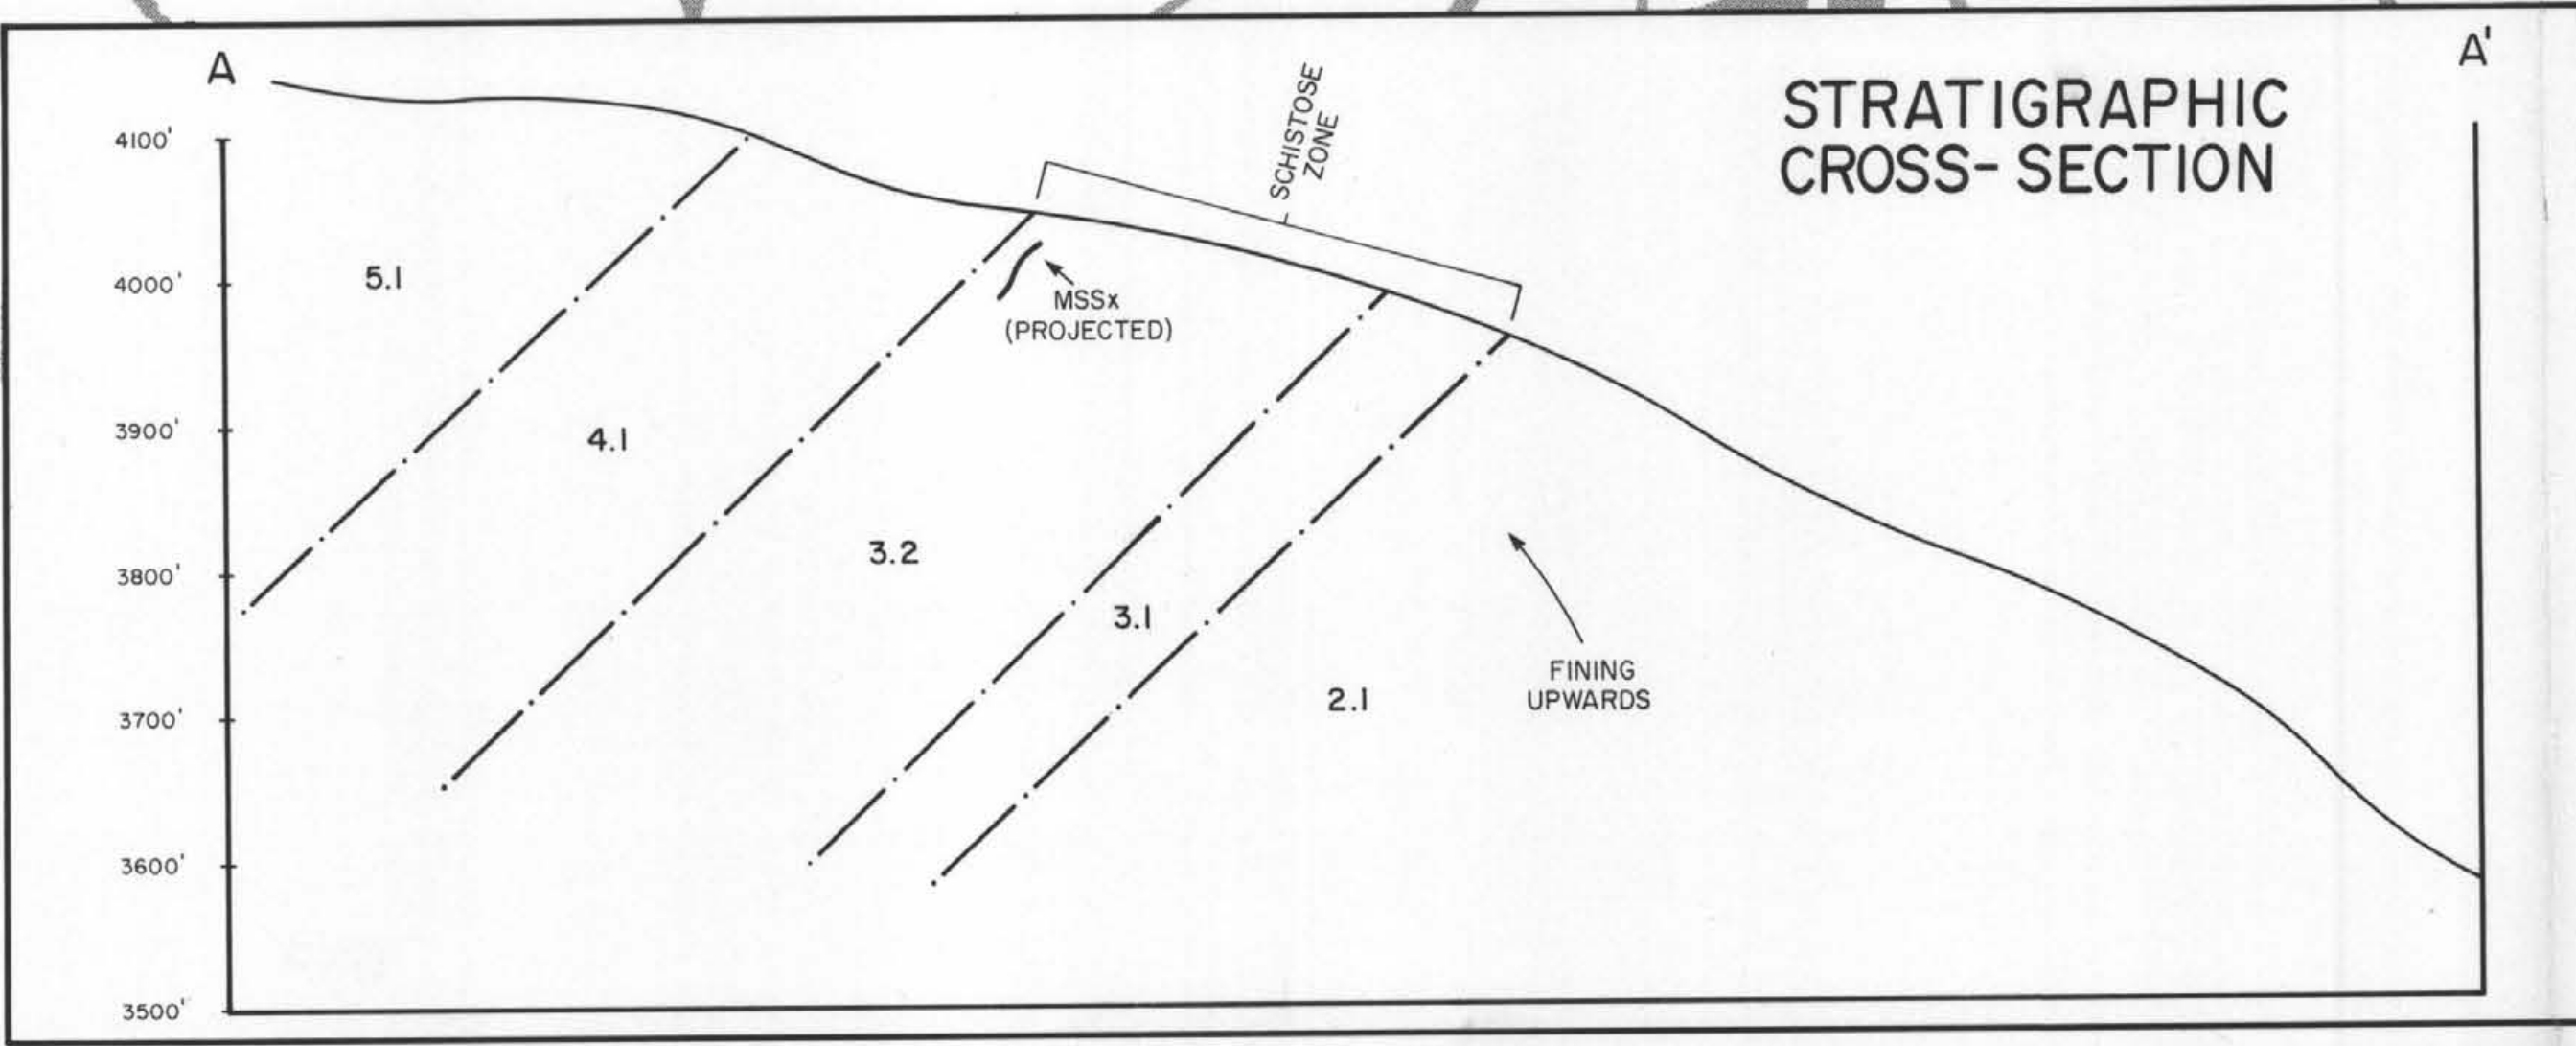 A
A'
STRATIGRAPHIC
CROSS-SECTION
SCHISTOSE
ZONE
4100'
4000'
3900'
3800'
3700'
3600'
3500'
5.1
4.1
3.2
3.1
2.1
MSSx
(PROJECTED)
FINING
UPWARDS